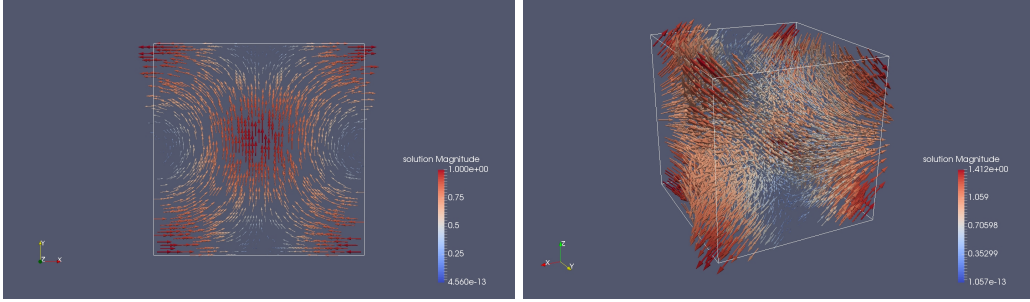 solution Magnitude
1.000e+00
0.75
0.5
0.25
4.560e-13
Y
Z X
solution Magnitude
1.412e+00
1.059
0.70598
0.35299
1.057e-13
Z
X Y